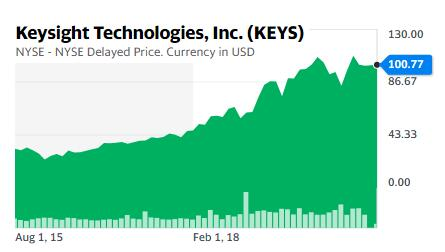 Keysight Technologies, Inc. (KEYS)
NYSE - NYSE Delayed Price. Currency in USD
130.00
100.77
86.67
43.33
0.00
Aug 1, 15
Feb 1, 18